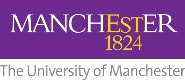 MANCHESTER
1824
The University of Manchester